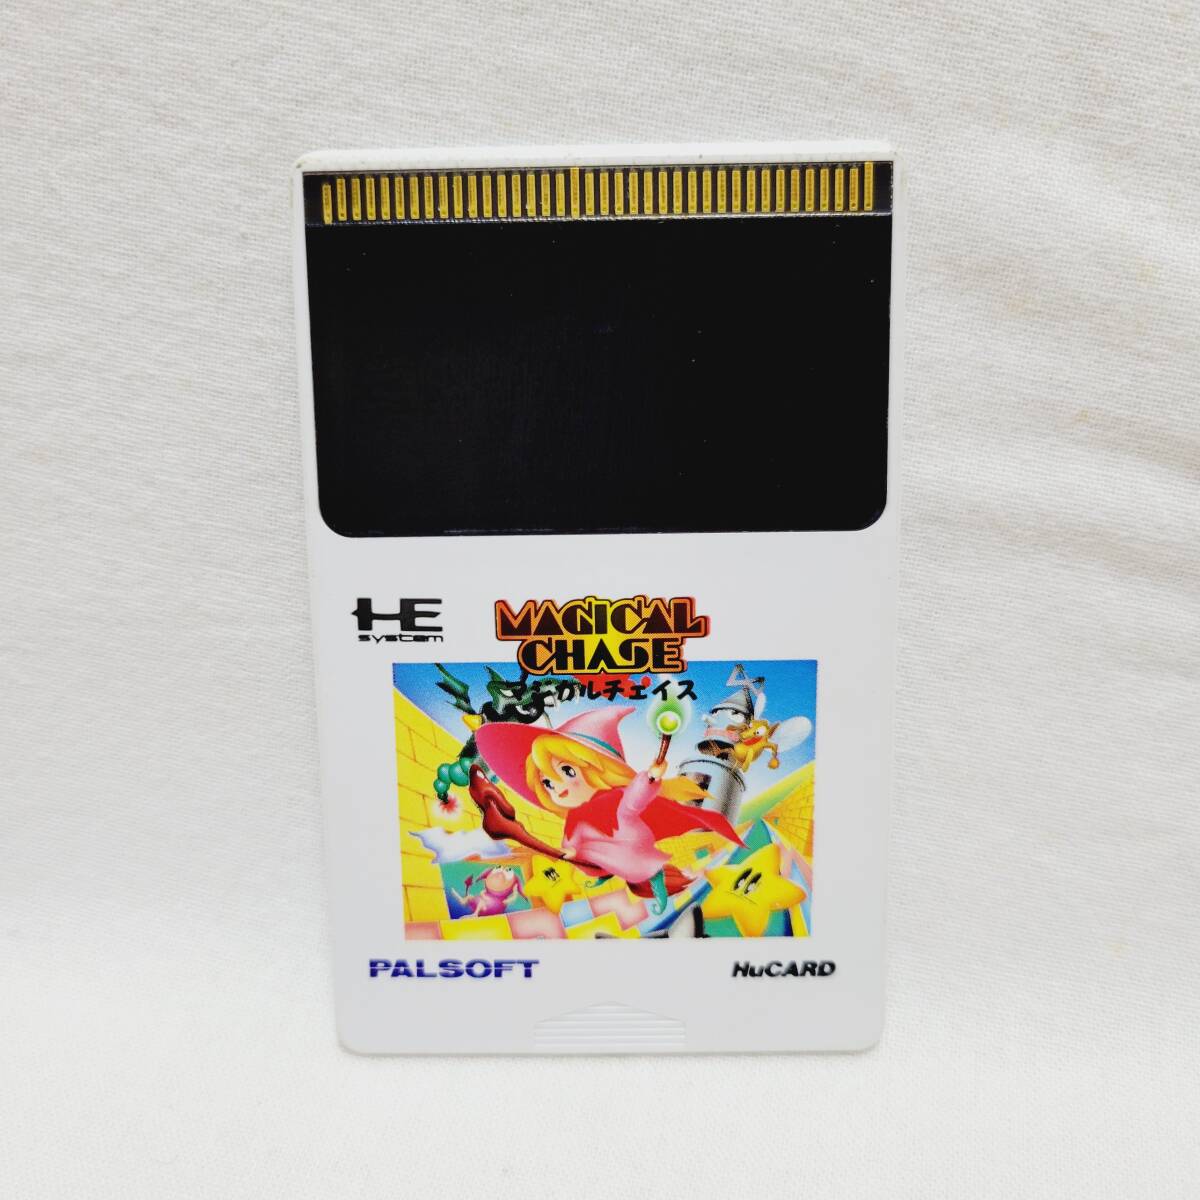 HE
system
MAGICAL
CHASE
マジカルチェイス
PALSOFT
HuCARD